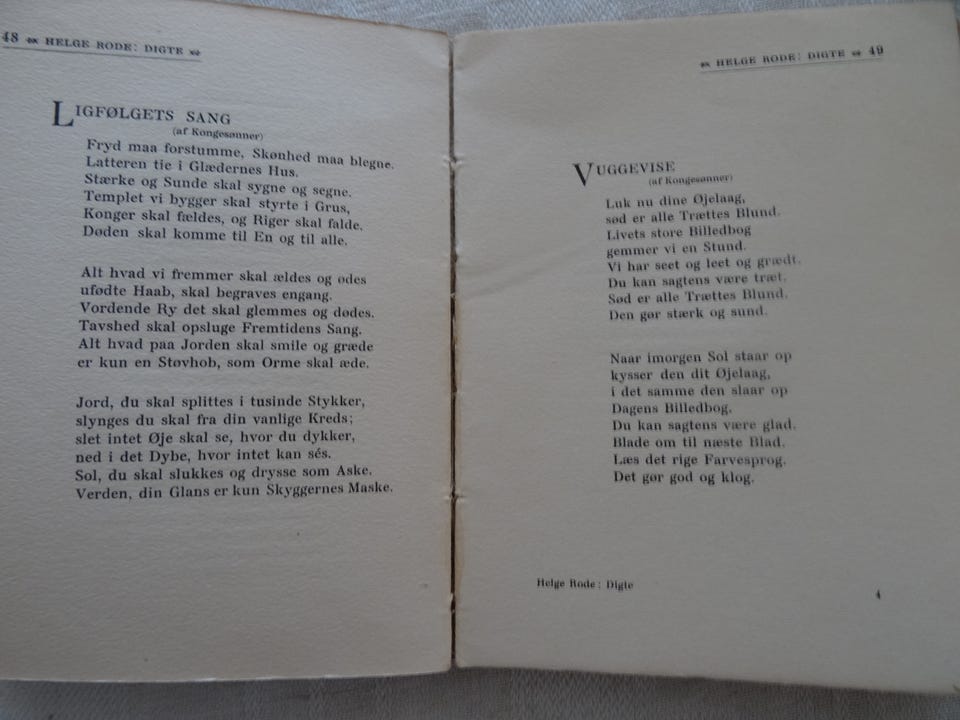 48 HELGE RODE: DIGTE
LIGFØLGETS SANG
(af Kongesønner)
Fryd maa forstumme, Skønhed maa blegne.
Latteren tie i Glædernes Hus.
Stærke og Sunde skal sygne og segne.
Templet vi bygger skal styrte i Grus,
Konger skal fældes, og Riger skal falde.
Døden skal komme til En og til alle.
Alt hvad vi fremmer skal ældes og ødes
ufødte Haab, skal begraves engang.
Vordende Ry det skal glemmes og dødes.
Tavshed skal opsluge Fremtidens Sang.
Alt hvad paa Jorden skal smile og græde
er kun en Støvhob, som Orme skal æde.
Jord, du skal splittes i tusinde Stykker,
slynges du skal fra din vanlige Kreds;
slet intet Øje skal se, hvor du dykker,
ned i det Dybe, hvor intet kan sés.
Sol, du skal slukkes og drysse som Aske.
Verden, din Glans er kun Skyggernes Maske.
HELGE RODE: DIGTE 49
VUGGEVISE
(af Kongesønner)
Luk nu dine Øjelaag,
sød er alle Trættes Blund.
Livets store Billedbog
gemmer vi en Stund.
Vi har seet og leet og grædt.
Du kan sagtens være træt.
Sød er alle Trættes Blund.
Den gør stærk og sund.
Naar imorgen Sol staar op
kysser den dit Øjelaag,
i det samme den slaar op
Dagens Billedbog,
Du kan sagtens være glad.
Blade om til næste Blad.
Læs det rige Farvesprog.
Det gør god og klog.
Helge Rode: Digte
4